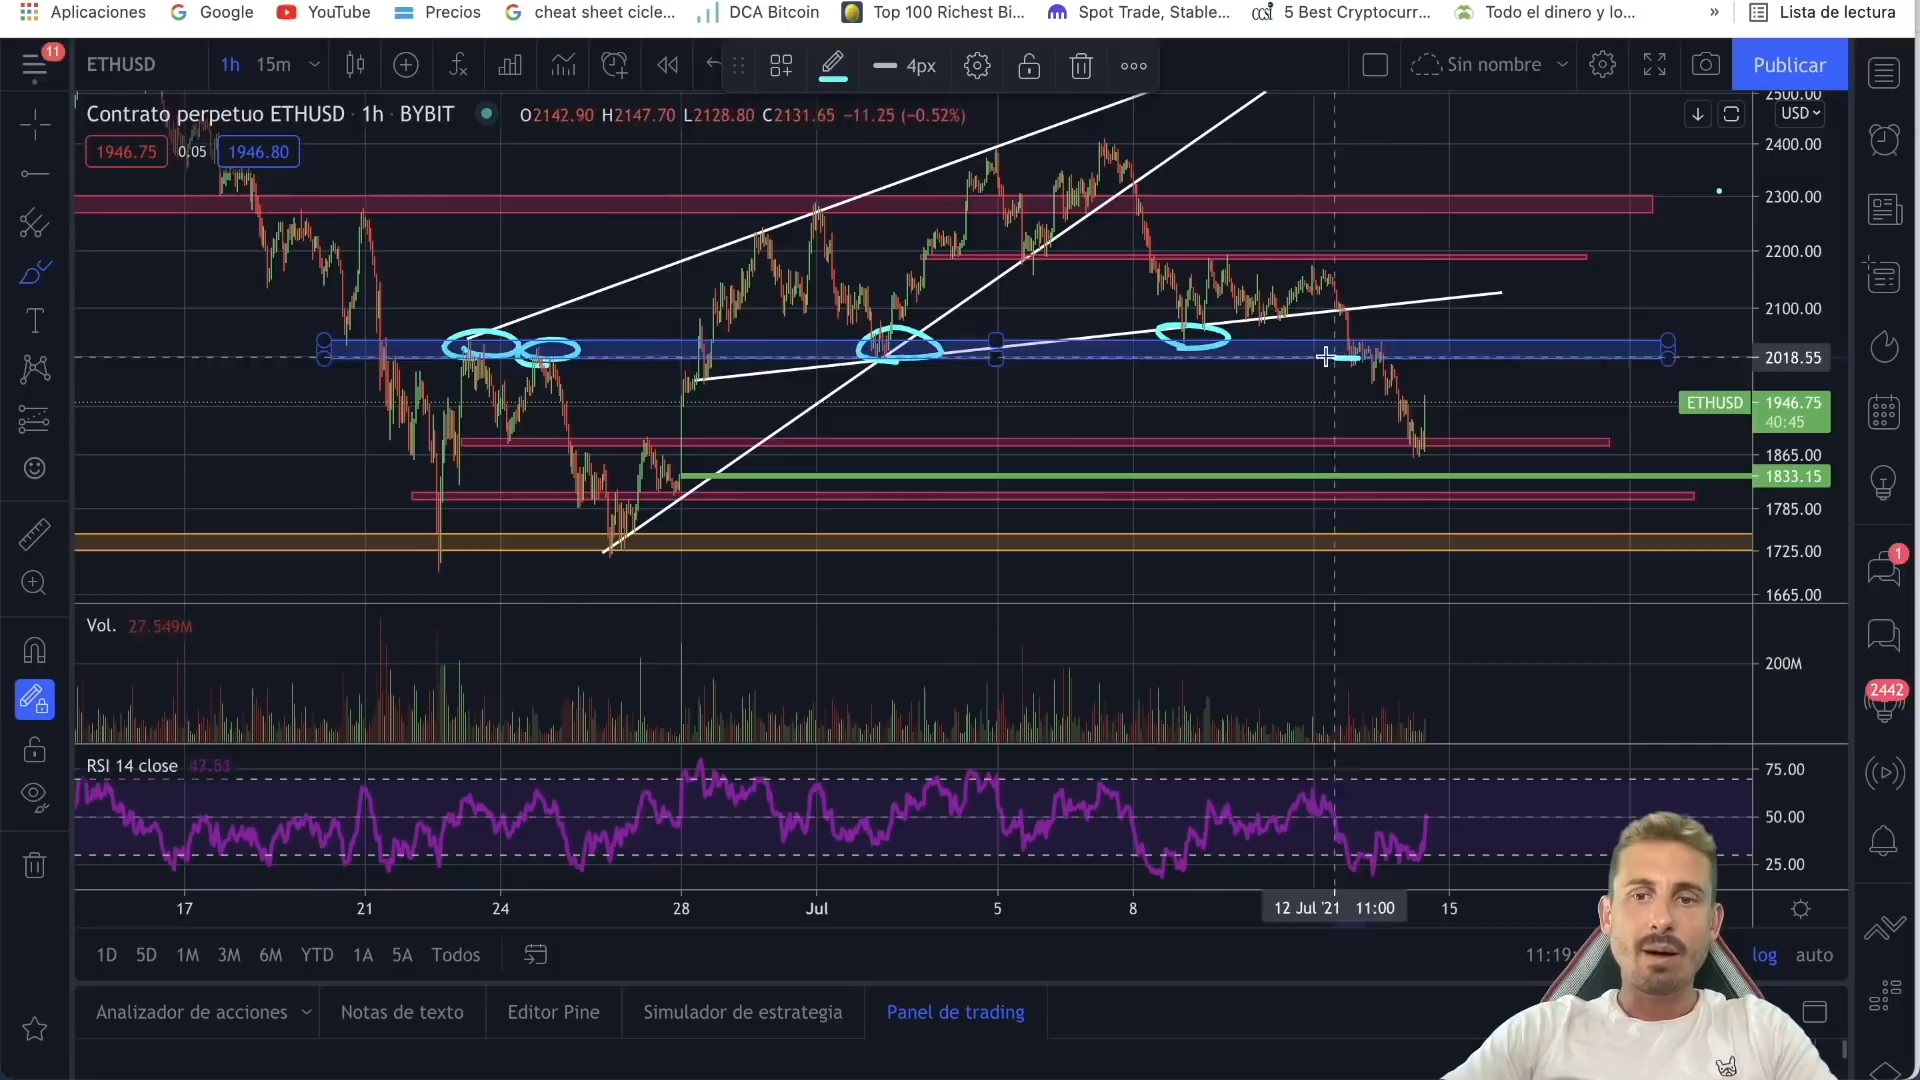 Aplicaciones Google YouTube Precios cheat sheet cicle... DCA Bitcoin Top 100 Richest Bi... Spot Trade, Stable... 5 Best Cryptocurr... Todo el dinero y lo... » Lista de lectura
11
ETHUSD 1h 15m 4px Sin nombre Publicar
Contrato perpetuo ETHUSD · 1h · BYBIT O2142.90 H2147.70 L2128.80 C2131.65 −11.25 (−0.52%)
USD
1946.75 0.05 1946.80
2500.00
2400.00
2300.00
2200.00
2100.00
2018.55
ETHUSD 1946.75
40:45
1865.00
1833.15
1785.00
1725.00
1665.00
1
Vol. 27.549M
200M
2442
RSI 14 close 47.51
75.00
50.00
25.00
17 21 24 28 Jul 5 8 12 Jul '21 11:00 15
1D 5D 1M 3M 6M YTD 1A 5A Todos 11:19: log auto
Analizador de acciones Notas de texto Editor Pine Simulador de estrategia Panel de trading